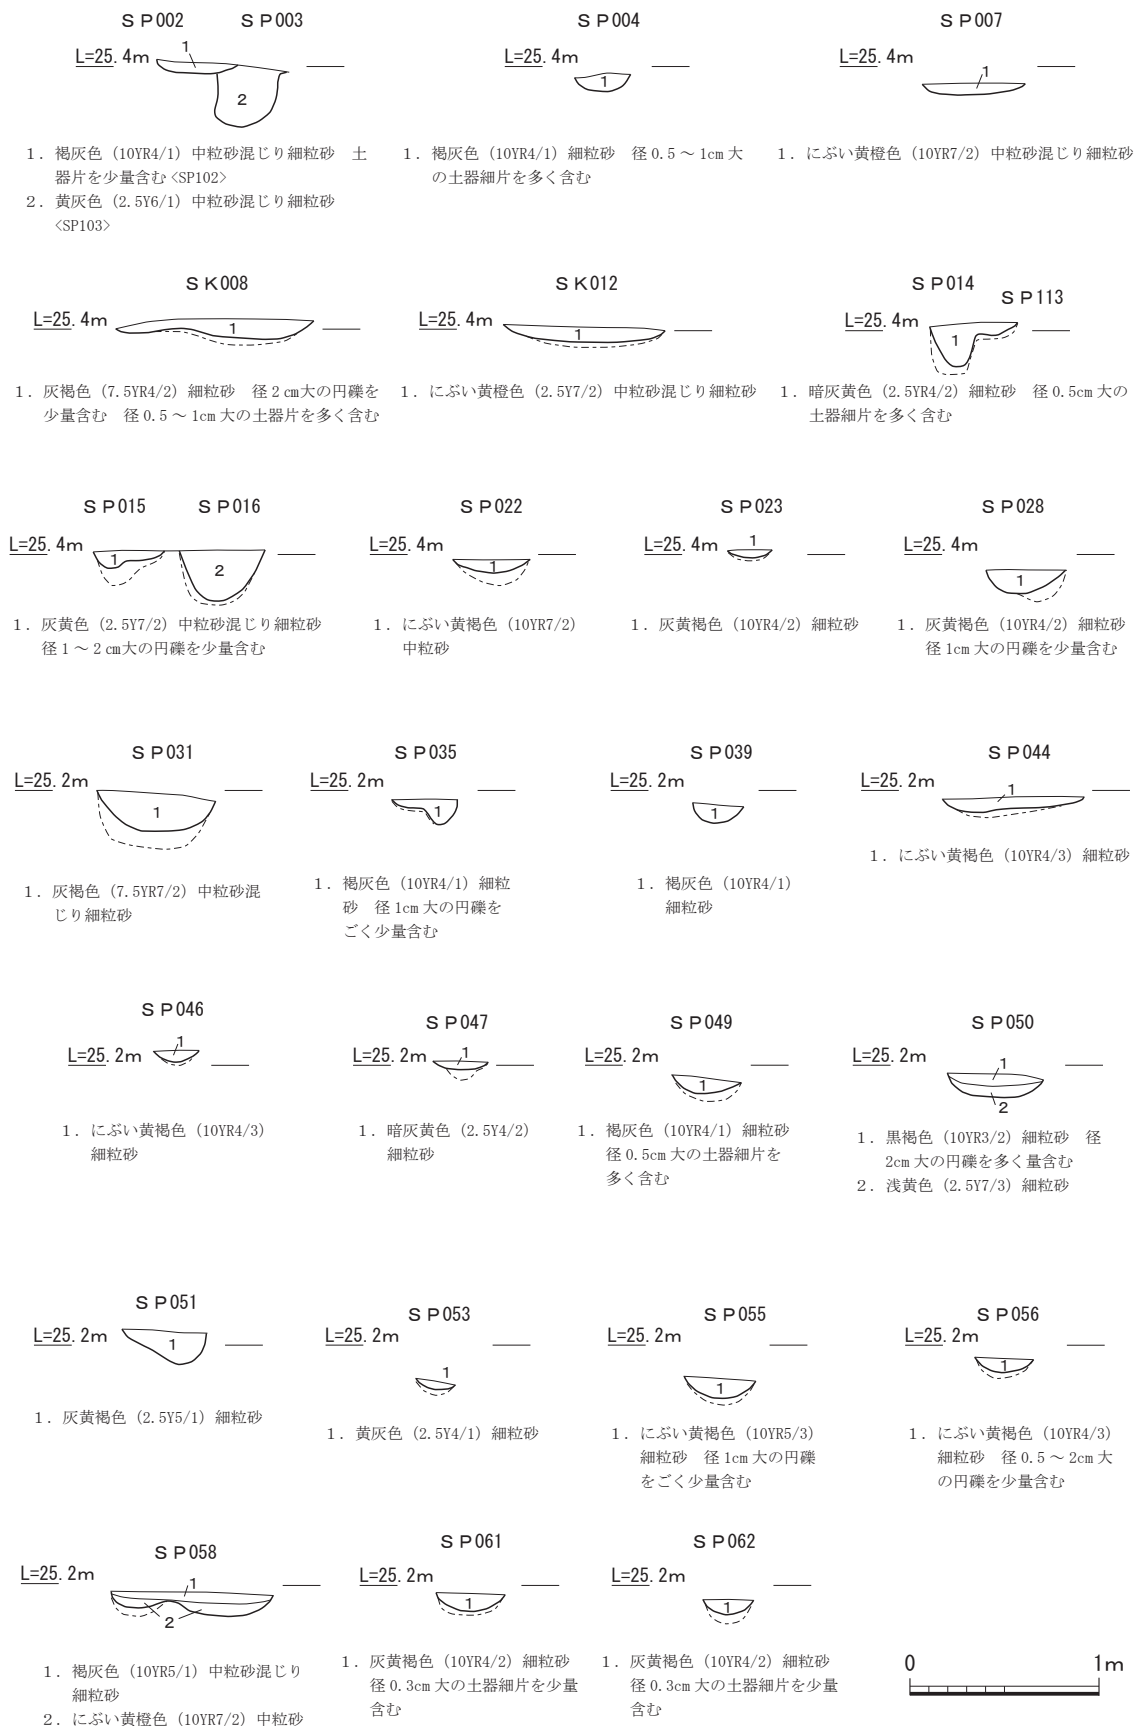 ＳＰ002　ＳＰ003
L=25.4m
1
2
1．褐灰色（10YR4/1）中粒砂混じり細粒砂　土
器片を少量含む<SP102>
2．黄灰色（2.5Y6/1）中粒砂混じり細粒砂
<SP103>
ＳＰ004
L=25.4m
1
1．褐灰色（10YR4/1）細粒砂　径0.5～1cm大
の土器細片を多く含む
ＳＰ007
L=25.4m
1
1．にぶい黄橙色（10YR7/2）中粒砂混じり細粒砂
ＳＫ008
L=25.4m
1
1．灰褐色（7.5YR4/2）細粒砂　径2㎝大の円礫を
少量含む　径0.5～1cm大の土器片を多く含む
ＳＫ012
L=25.4m
1
1．にぶい黄橙色（2.5Y7/2）中粒砂混じり細粒砂
ＳＰ014
ＳＰ113
L=25.4m
1
1．暗灰黄色（2.5YR4/2）細粒砂　径0.5cm大の
土器細片を多く含む
ＳＰ015　ＳＰ016
L=25.4m
1
2
1．灰黄色（2.5Y7/2）中粒砂混じり細粒砂
径1～2㎝大の円礫を少量含む
ＳＰ022
L=25.4m
1
1．にぶい黄褐色（10YR7/2）
中粒砂
ＳＰ023
L=25.4m
1
1．灰黄褐色（10YR4/2）細粒砂
ＳＰ028
L=25.4m
1
1．灰黄褐色（10YR4/2）細粒砂
径1cm大の円礫を少量含む
ＳＰ031
L=25.2m
1
1．灰褐色（7.5YR7/2）中粒砂混
じり細粒砂
ＳＰ035
L=25.2m
1
1．褐灰色（10YR4/1）細粒
砂　径1cm大の円礫を
ごく少量含む
ＳＰ039
L=25.2m
1
1．褐灰色（10YR4/1）
細粒砂
ＳＰ044
L=25.2m
1
1．にぶい黄褐色（10YR4/3）細粒砂
ＳＰ046
L=25.2m
1
1．にぶい黄褐色（10YR4/3）
細粒砂
ＳＰ047
L=25.2m
1
1．暗灰黄色（2.5Y4/2）
細粒砂
ＳＰ049
L=25.2m
1
1．褐灰色（10YR4/1）細粒砂
径0.5cm大の土器細片を
多く含む
ＳＰ050
L=25.2m
1
2
1．黒褐色（10YR3/2）細粒砂　径
2cm大の円礫を多く量含む
2．浅黄色（2.5Y7/3）細粒砂
ＳＰ051
L=25.2m
1
1．灰黄褐色（2.5Y5/1）細粒砂
ＳＰ053
L=25.2m
1
1．黄灰色（2.5Y4/1）細粒砂
ＳＰ055
L=25.2m
1
1．にぶい黄褐色（10YR5/3）
細粒砂　径1cm大の円礫
をごく少量含む
ＳＰ056
L=25.2m
1
1．にぶい黄褐色（10YR4/3）
細粒砂　径0.5～2cm大
の円礫を少量含む
ＳＰ058
L=25.2m
1
2
1．褐灰色（10YR5/1）中粒砂混じり
細粒砂
2．にぶい黄橙色（10YR7/2）中粒砂
ＳＰ061
L=25.2m
1
1．灰黄褐色（10YR4/2）細粒砂
径0.3cm大の土器細片を少量
含む
ＳＰ062
L=25.2m
1
1．灰黄褐色（10YR4/2）細粒砂
径0.3cm大の土器細片を少量
含む
0　1m